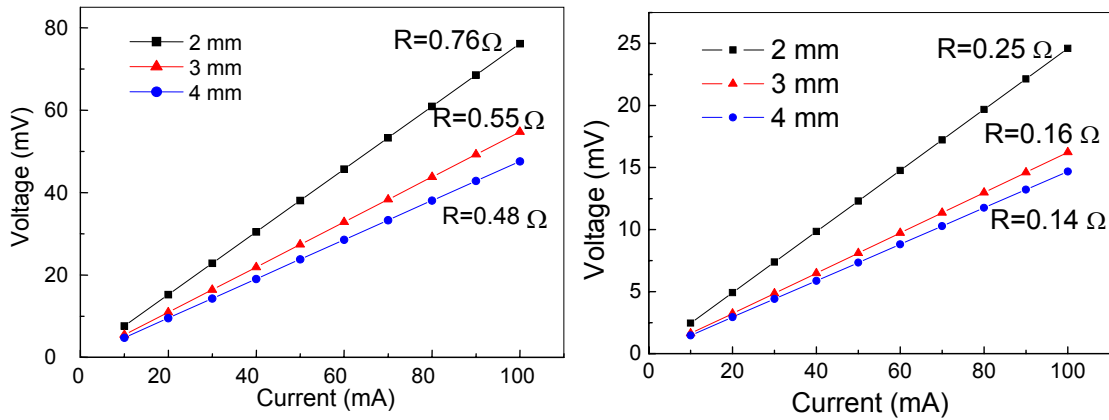 80
60
40
20
0
Voltage (mV)
2 mm
3 mm
4 mm
R=0.76Ω
R=0.55 Ω
R=0.48 Ω
0 20 40 60 80 100
Current (mA)
25
20
15
10
5
0
Voltage (mV)
2 mm
3 mm
4 mm
R=0.25 Ω
R=0.16 Ω
R=0.14 Ω
0 20 40 60 80 100
Current (mA)